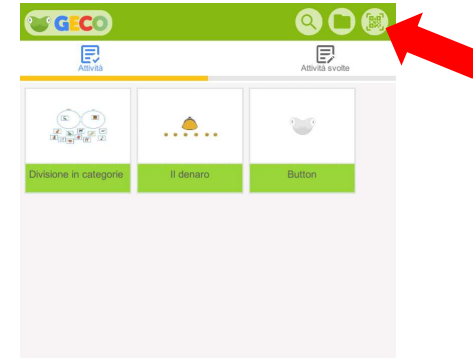 GECO
Attività
Attività svolte
Divisione in categorie
Il denaro
Button